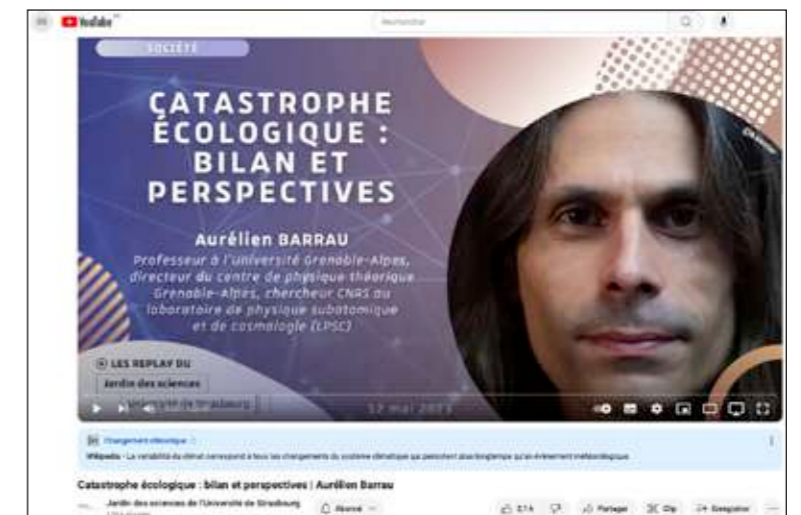 YouTube
Rechercher
SOCIÉTÉ
CATASTROPHE
ÉCOLOGIQUE :
BILAN ET
PERSPECTIVES
Aurélien BARRAU
Professeur à l'Université Grenoble-Alpes,
directeur du centre de physique théorique
Grenoble-Alpes, chercheur CNRS au
laboratoire de physique subatomique
et de cosmologie (LPSC)
LES REPLAY DU
Jardin des sciences
Université de Strasbourg
12 mai
Changement climatique
Wikipedia - La variabilité du climat correspond à tous les changements du système climatique qui persistent plus longtemps qu'un événement météorologique.
Catastrophe écologique : bilan et perspectives | Aurélien Barrau
Jardin des sciences de l'Université de Strasbourg
Abonné
Partager
Clip
Enregistrer